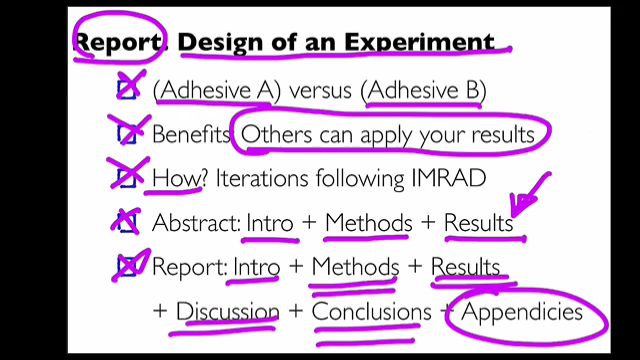 Report: Design of an Experiment
(Adhesive A) versus (Adhesive B)
Benefits: Others can apply your results
How? Iterations following IMRAD
Abstract: Intro + Methods + Results
Report: Intro + Methods + Results
+ Discussion + Conclusions + Appendicies